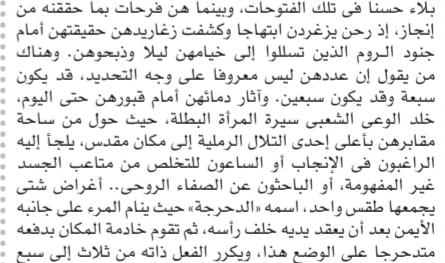 بلاء حسنا فى تلك الفتوحات، وبينما هن فرحات بما حققنه من
إنجاز، إذ رحن يزغردن ابتهاجا وكشفت زغاريدهن حقيقتهن أمام
جنود الروم الذين تسللوا إلى خيامهن ليلا وذبحوهن. وهناك
من يقول إن عددهن ليس معروفا على وجه التحديد، قد يكون
سبعة وقد يكون سبعين. وآثار دمائهن أمام قبورهن حتى اليوم،
خلد الوعى الشعبى سيرة المرأة البطلة، حيث حول من ساحة
مقابرهن بأعلى إحدى التلال الرملية إلى مكان مقدس، يلجأ إليه
الراغبون فى الإنجاب أو الساعون للتخلص من متاعب الجسد
غير المفهومة، أو الباحثون عن الصفاء الروحى.. أغراض شتى
يجمعها طقس واحد، اسمه «الدحرجة» حيث ينام المرء على جانبه
الأيمن بعد أن يعقد يديه خلف رأسه، ثم تقوم خادمة المكان بدفعه
متدحرجا على الوضع هذا، ويكرر الفعل ذاته من ثلاث إلى سبع